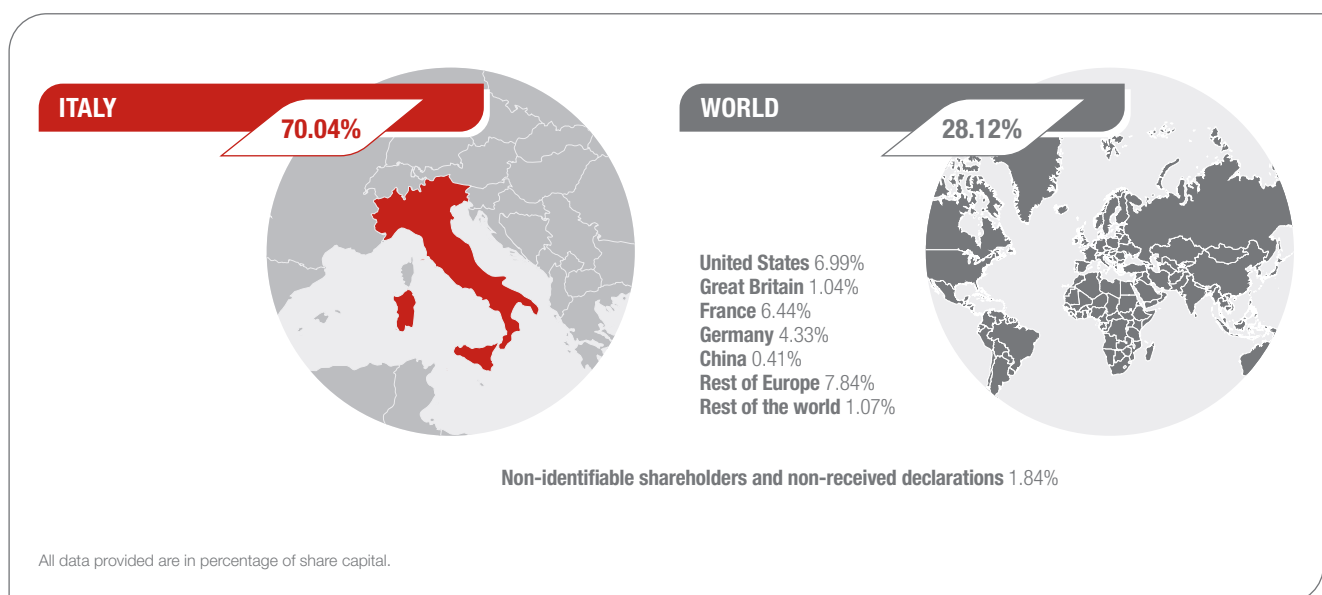 ITALY
70.04%
WORLD
28.12%
United States 6.99%
Great Britain 1.04%
France 6.44%
Germany 4.33%
China 0.41%
Rest of Europe 7.84%
Rest of the world 1.07%
Non-identifiable shareholders and non-received declarations 1.84%
All data provided are in percentage of share capital.